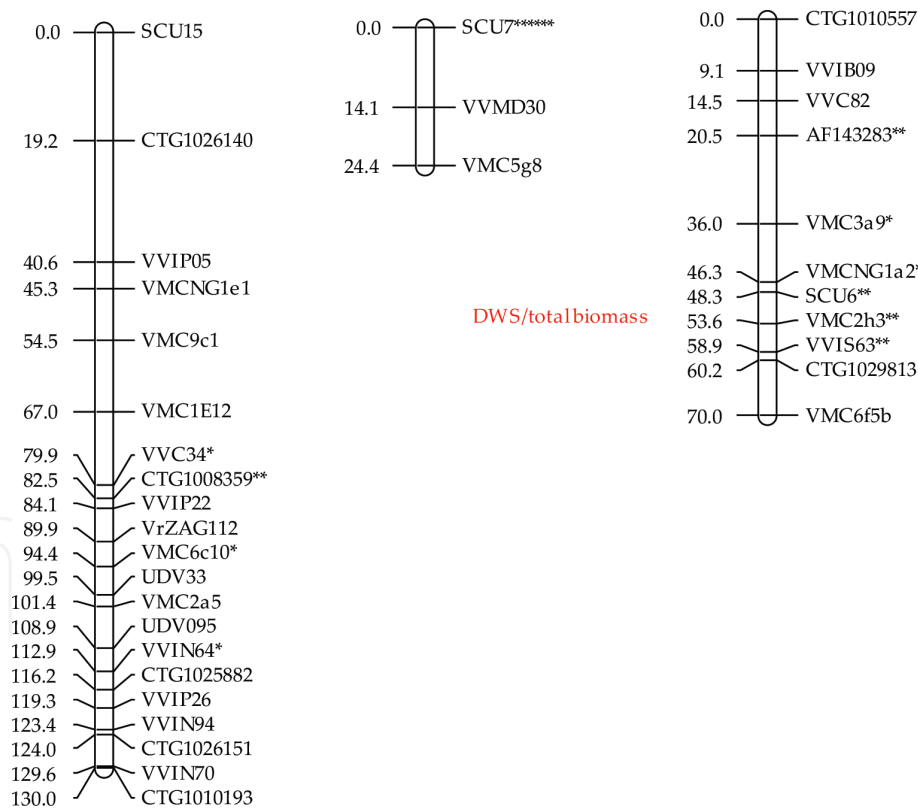 0.0 SCU15
19.2 CTG1026140
40.6 VVIP05
45.3 VMCNG1e1
54.5 VMC9c1
67.0 VMC1E12
79.9 VVC34*
82.5 CTG1008359**
84.1 VVIP22
89.9 VrZAG112
94.4 VMC6c10*
99.5 UDV33
101.4 VMC2a5
108.9 UDV095
112.9 VVIN64*
116.2 CTG1025882
119.3 VVIP26
123.4 VVIN94
124.0 CTG1026151
129.6 VVIN70
130.0 CTG1010193
0.0 SCU7******
14.1 VVMD30
24.4 VMC5g8
DWS/total biomass
0.0 CTG1010557
9.1 VVIB09
14.5 VVC82
20.5 AF143283**
36.0 VMC3a9*
46.3 VMCNG1a2*
48.3 SCU6**
53.6 VMC2h3**
58.9 VVIS63**
60.2 CTG1029813
70.0 VMC6f5b